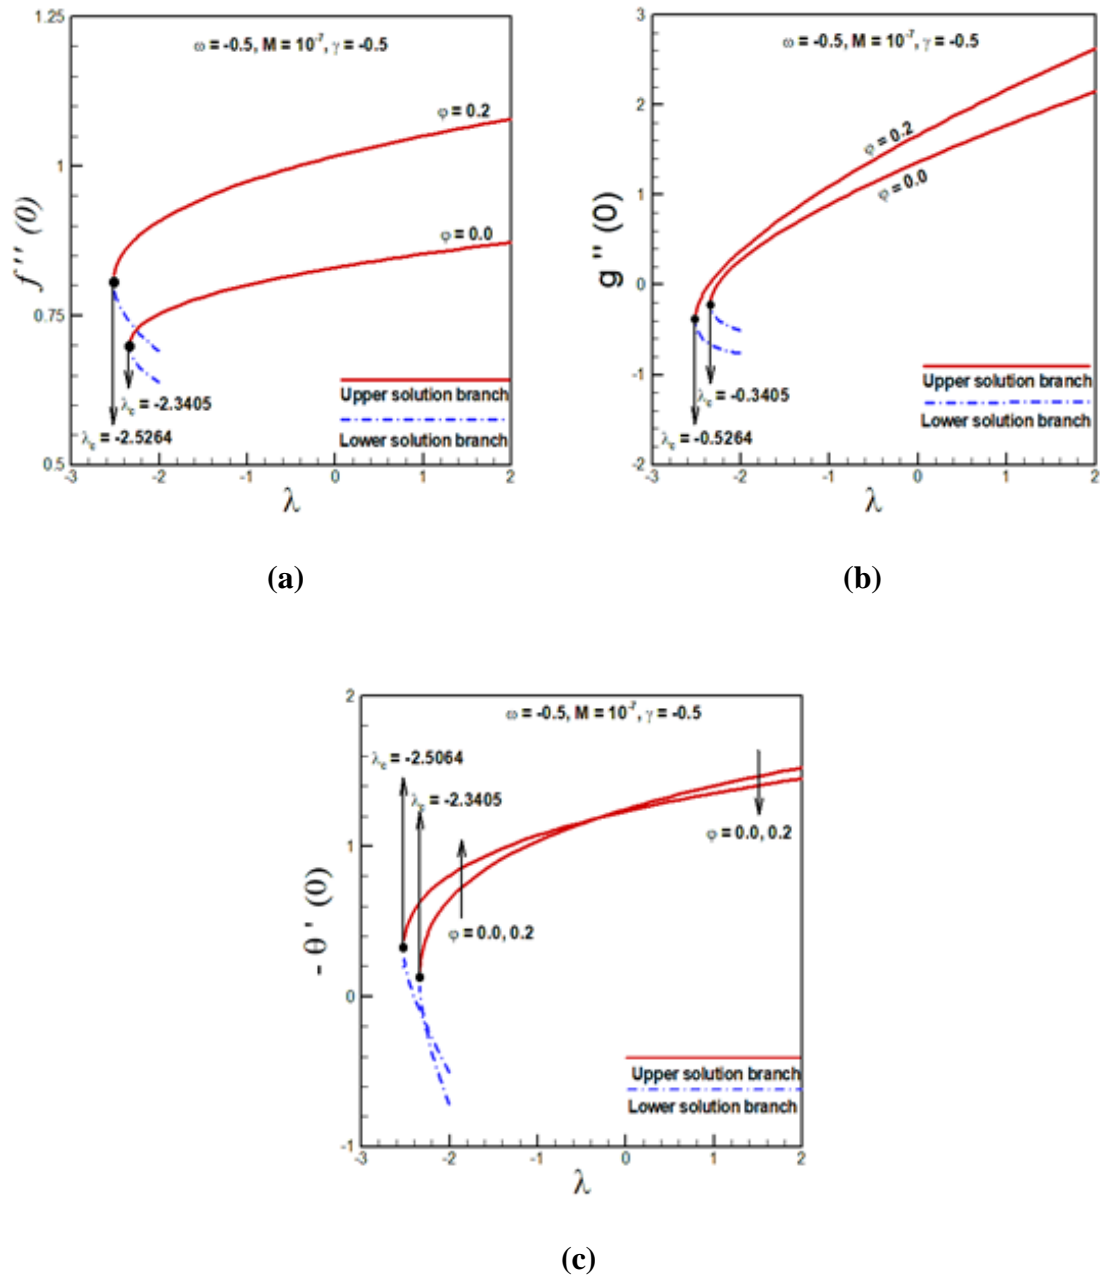 1.25
ω = -0.5, M = 10⁻⁷, γ = -0.5
φ = 0.2
1
f '' (0)
φ = 0.0
0.75
λc = -2.3405
Upper solution branch
λc = -2.5264
Lower solution branch
0.5
-3 -2 -1 0 1 2
λ
(a)
3
ω = -0.5, M = 10⁻⁷, γ = -0.5
2
φ = 0.2
φ = 0.0
1
g '' (0)
0
-1
Upper solution branch
λc = -0.3405
Lower solution branch
λc = -0.5264
-2
-3 -2 -1 0 1 2
λ
(b)
2
ω = -0.5, M = 10⁻⁷, γ = -0.5
λc = -2.5064
λc = -2.3405
φ = 0.0, 0.2
1
φ = 0.0, 0.2
- θ ' (0)
0
Upper solution branch
Lower solution branch
-1
-3 -2 -1 0 1 2
λ
(c)